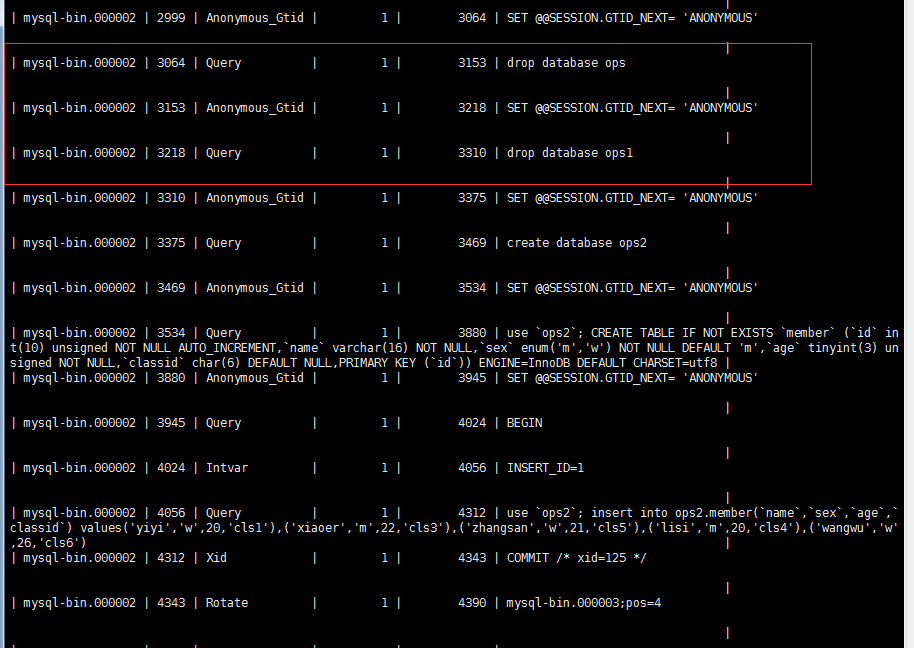 | mysql-bin.000002 | 2999 | Anonymous_Gtid | 1 | 3064 | SET @@SESSION.GTID_NEXT= 'ANONYMOUS'
|
| mysql-bin.000002 | 3064 | Query | 1 | 3153 | drop database ops
|
| mysql-bin.000002 | 3153 | Anonymous_Gtid | 1 | 3218 | SET @@SESSION.GTID_NEXT= 'ANONYMOUS'
|
| mysql-bin.000002 | 3218 | Query | 1 | 3310 | drop database ops1
|
| mysql-bin.000002 | 3310 | Anonymous_Gtid | 1 | 3375 | SET @@SESSION.GTID_NEXT= 'ANONYMOUS'
|
| mysql-bin.000002 | 3375 | Query | 1 | 3469 | create database ops2
|
| mysql-bin.000002 | 3469 | Anonymous_Gtid | 1 | 3534 | SET @@SESSION.GTID_NEXT= 'ANONYMOUS'
|
| mysql-bin.000002 | 3534 | Query | 1 | 3880 | use `ops2`; CREATE TABLE IF NOT EXISTS `member` (`id` in
t(10) unsigned NOT NULL AUTO_INCREMENT,`name` varchar(16) NOT NULL,`sex` enum('m','w') NOT NULL DEFAULT 'm',`age` tinyint(3) un
signed NOT NULL,`classid` char(6) DEFAULT NULL,PRIMARY KEY (`id`)) ENGINE=InnoDB DEFAULT CHARSET=utf8 |
| mysql-bin.000002 | 3880 | Anonymous_Gtid | 1 | 3945 | SET @@SESSION.GTID_NEXT= 'ANONYMOUS'
|
| mysql-bin.000002 | 3945 | Query | 1 | 4024 | BEGIN
|
| mysql-bin.000002 | 4024 | Intvar | 1 | 4056 | INSERT_ID=1
|
| mysql-bin.000002 | 4056 | Query | 1 | 4312 | use `ops2`; insert into ops2.member(`name`,`sex`,`age`,`
classid`) values('yiyi','w',20,'cls1'),('xiaoer','m',22,'cls3'),('zhangsan','w',21,'cls5'),('lisi','m',20,'cls4'),('wangwu','w'
,26,'cls6') |
| mysql-bin.000002 | 4312 | Xid | 1 | 4343 | COMMIT /* xid=125 */
|
| mysql-bin.000002 | 4343 | Rotate | 1 | 4390 | mysql-bin.000003;pos=4
|